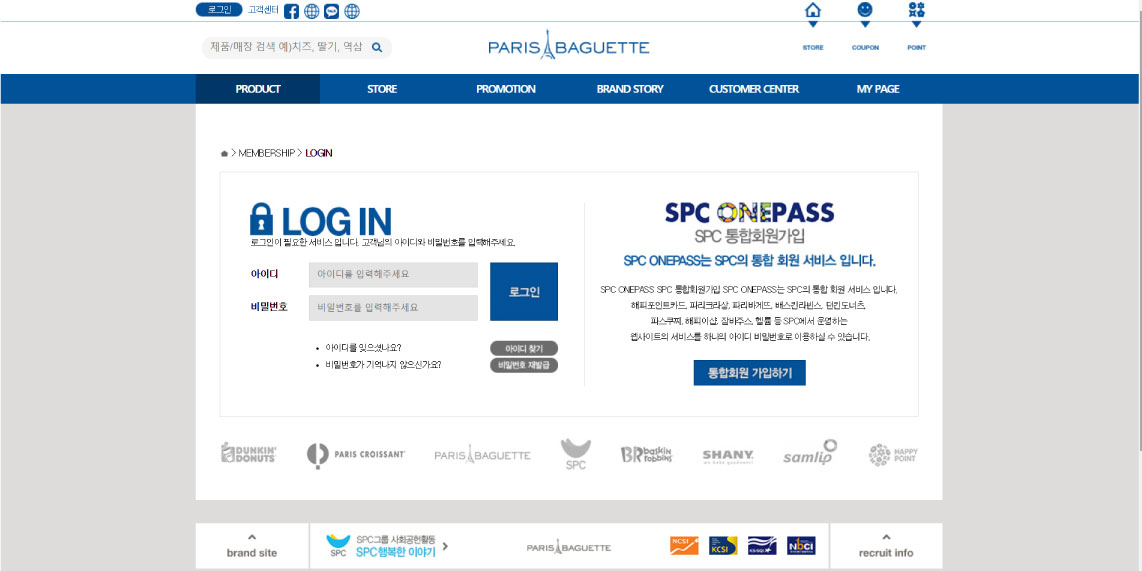 로그인 고객센터
제품/매장 검색 예)치즈, 딸기, 역삼
PARIS BAGUETTE
STORE COUPON POINT
PRODUCT STORE PROMOTION BRAND STORY CUSTOMER CENTER MY PAGE
> MEMBERSHIP > LOGIN
LOG IN
로그인이 필요한 서비스 입니다. 고객님의 아이디와 비밀번호를 입력해주세요.
아이디 아이디를 입력해주세요
비밀번호 비밀번호를 입력해주세요
로그인
• 아이디를 잊으셨나요? 아이디 찾기
• 비밀번호가 기억나지 않으신가요? 비밀번호 재발급
SPC ONEPASS
SPC 통합회원가입
SPC ONEPASS는 SPC의 통합 회원 서비스 입니다.
SPC ONEPASS SPC 통합회원가입 SPC ONEPASS는 SPC의 통합 회원 서비스 입니다.
해피포인트카드, 파리크라상, 파리바게뜨, 배스킨라빈스, 던킨도너츠,
파스쿠찌, 해피이샵, 잠바주스, 헬륨 등 SPC에서 운영하는
웹사이트의 서비스를 하나의 아이디 비밀번호로 이용하실 수 있습니다.
통합회원 가입하기
DUNKIN' DONUTS PARIS CROISSANT PARIS BAGUETTE SPC BR baskin robbins SHANY samlip HAPPY POINT
brand site
SPC SPC그룹 사회공헌활동
SPC행복한 이야기 >
PARIS BAGUETTE
NCSI KCSI KS-SQI NBCI
recruit info